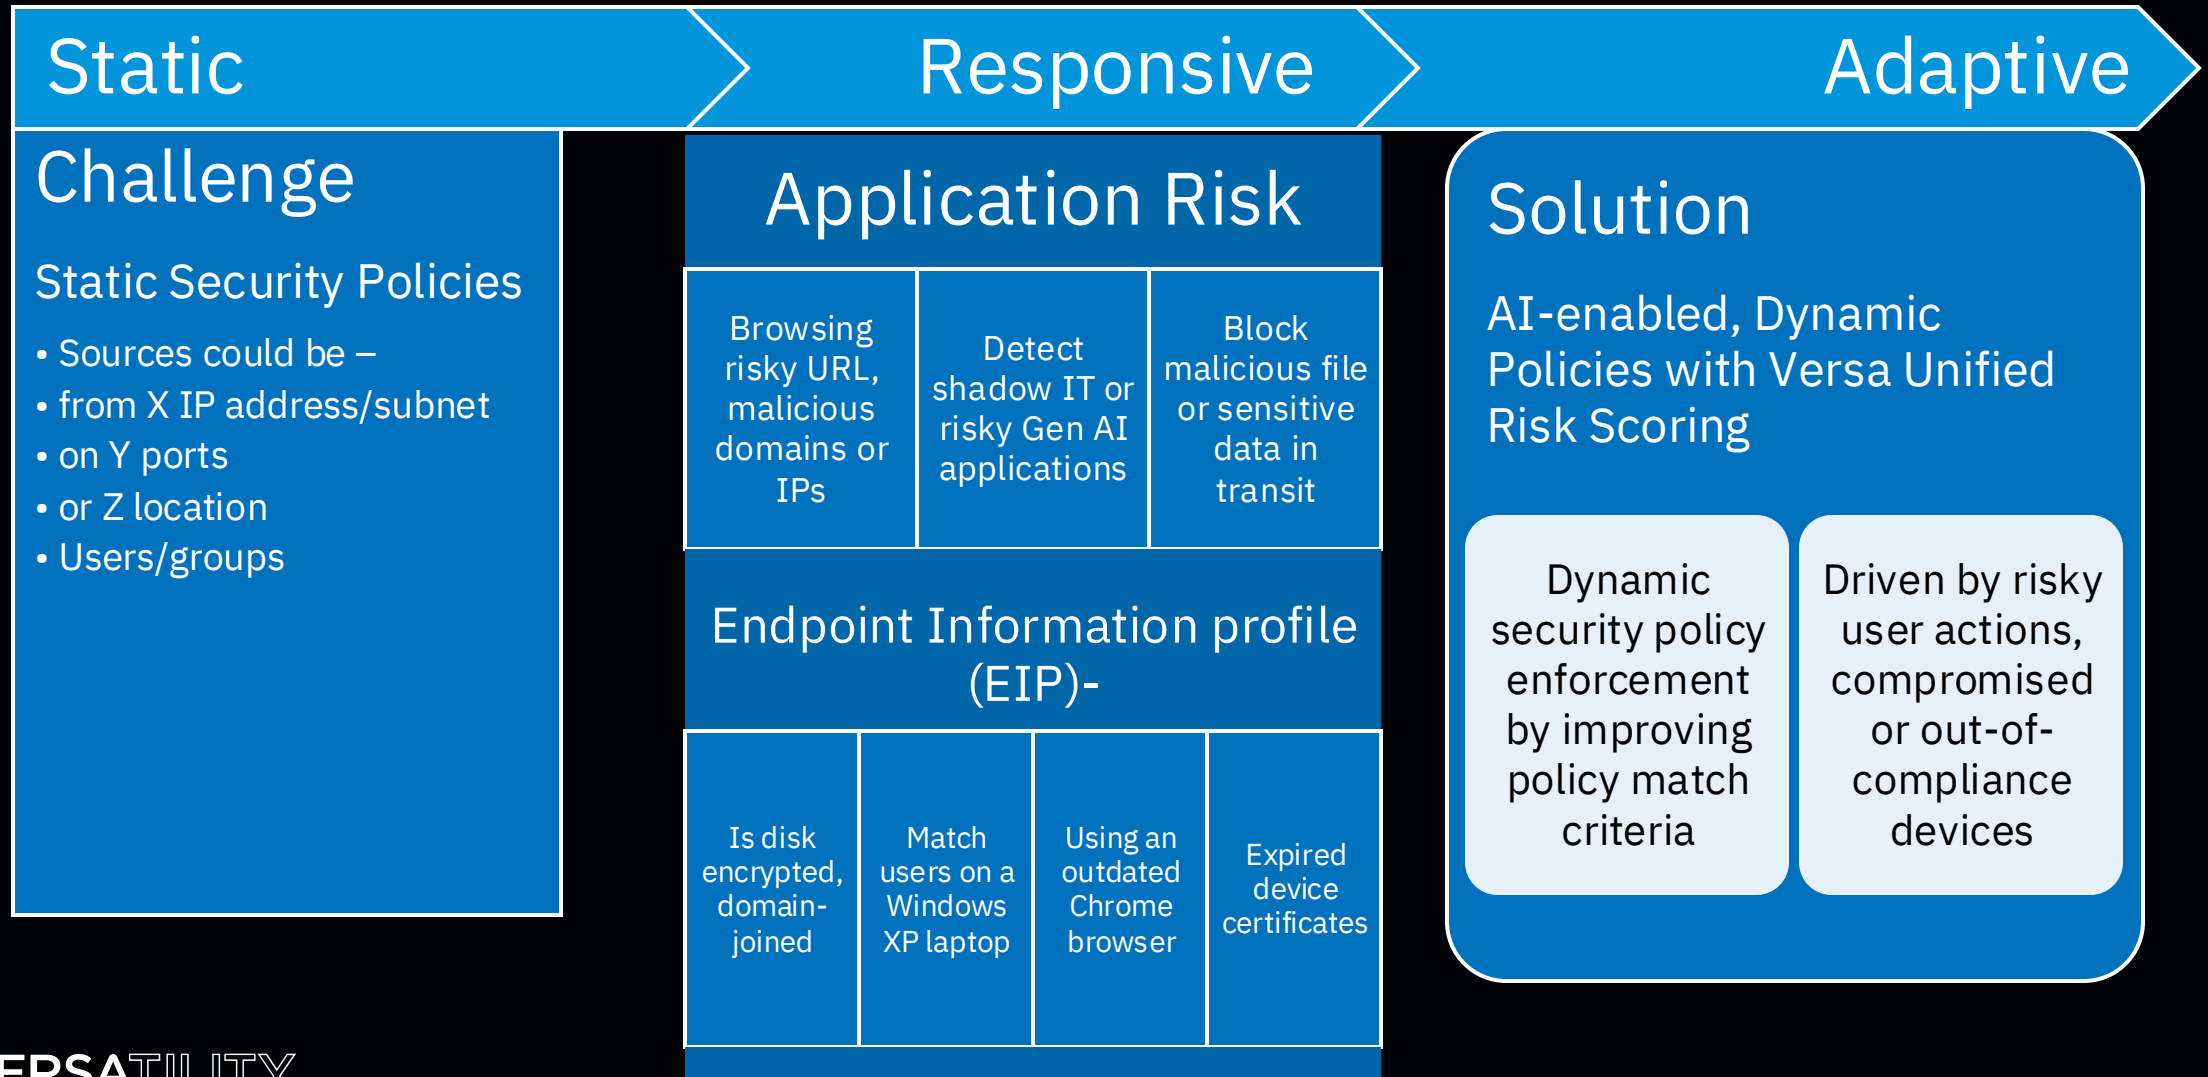 Static
Responsive
Adaptive
Challenge
Static Security Policies
• Sources could be –
• from X IP address/subnet
• on Y ports
• or Z location
• Users/groups
Application Risk
Browsing
risky URL,
malicious
domains or
IPs
Detect
shadow IT or
risky Gen AI
applications
Block
malicious file
or sensitive
data in
transit
Endpoint Information profile
(EIP)-
Is disk
encrypted,
domain-
joined
Match
users on a
Windows
XP laptop
Using an
outdated
Chrome
browser
Expired
device
certificates
Solution
AI-enabled, Dynamic
Policies with Versa Unified
Risk Scoring
Dynamic
security policy
enforcement
by improving
policy match
criteria
Driven by risky
user actions,
compromised
or out-of-
compliance
devices
ERSATILITY